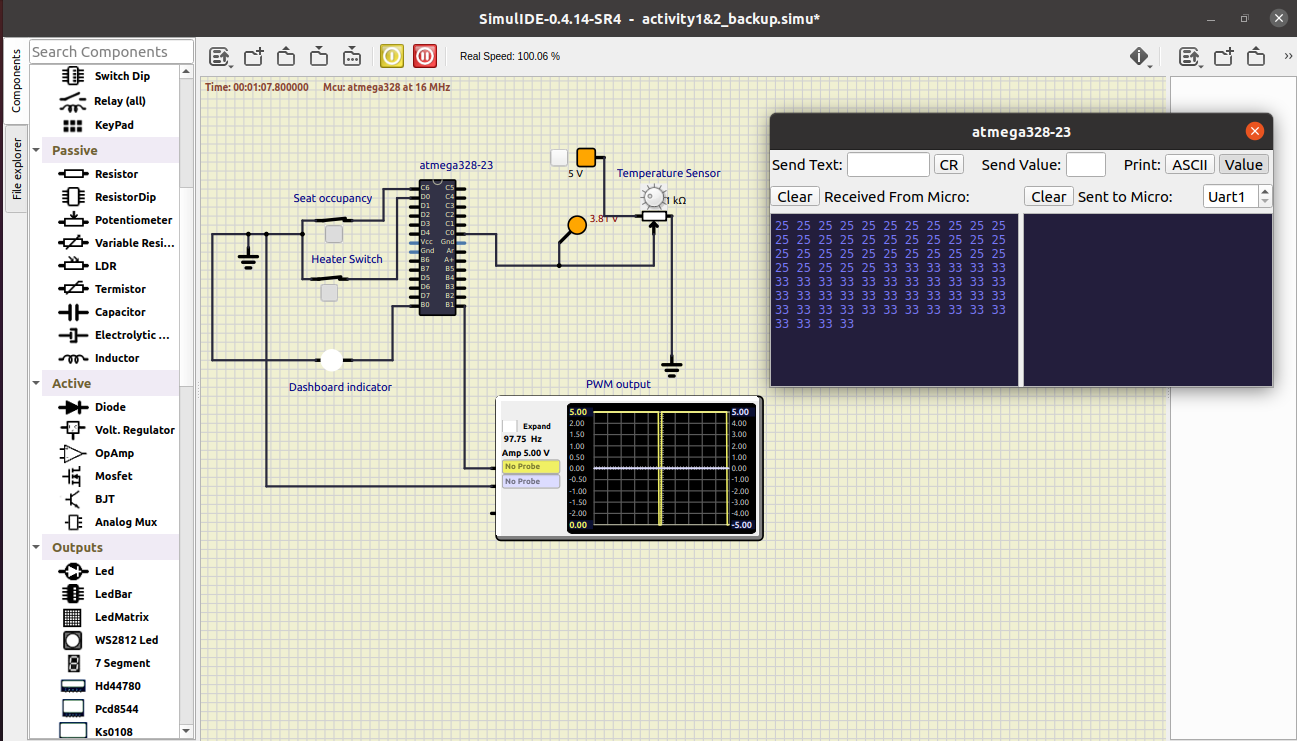 SimulIDE-0.4.14-SR4 - activity1&2_backup.simu*
Components
File explorer
Search Components
Switch Dip
Relay (all)
KeyPad
Passive
Resistor
ResistorDip
Potentiometer
Variable Resi...
LDR
Termistor
Capacitor
Electrolytic ...
Inductor
Active
Diode
Volt. Regulator
OpAmp
Mosfet
BJT
Analog Mux
Outputs
Led
LedBar
LedMatrix
WS2812 Led
7 Segment
Hd44780
Pcd8544
Ks0108
Real Speed: 100.06 %
»
Time: 00:01:07.800000 Mcu: atmega328 at 16 MHz
atmega328-23
C6 C5
D0 C4
D1 C3
D2 C2
D3 C1
D4 C0
Vcc Gnd
Gnd Ar
B6 A+
B7 B5
D5 B4
D6 B3
D7 B2
B0 B1
Seat occupancy
Heater Switch
Dashboard indicator
5 V
Temperature Sensor
1 kΩ
3.81 V
PWM output
Expand
97.75 Hz
Amp 5.00 V
No Probe
No Probe
5.00 5.00
2.00 4.00
1.50 3.00
1.00 2.00
0.50 1.00
0.00 0.00
-0.50 -1.00
-1.00 -2.00
-1.50 -3.00
-2.00 -4.00
0.00 -5.00
atmega328-23
Send Text: CR Send Value: Print: ASCII Value
Clear Received From Micro: Clear Sent to Micro: Uart1
25 25 25 25 25 25 25 25 25 25 25
25 25 25 25 25 25 25 25 25 25 25
25 25 25 25 25 25 25 25 25 25 25
25 25 25 25 25 33 33 33 33 33 33
33 33 33 33 33 33 33 33 33 33 33
33 33 33 33 33 33 33 33 33 33 33
33 33 33 33 33 33 33 33 33 33 33
33 33 33 33